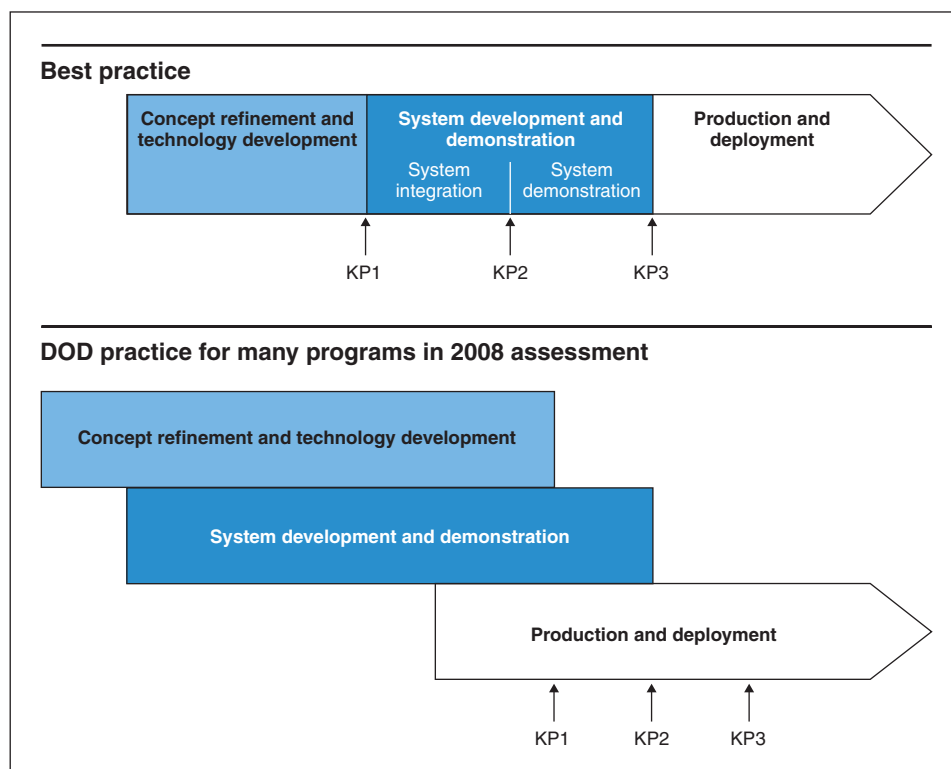 Best practice
Concept refinement and
technology development
System development and
demonstration
System
integration
System
demonstration
Production and
deployment
KP1
KP2
KP3
DOD practice for many programs in 2008 assessment
Concept refinement and technology development
System development and demonstration
Production and deployment
KP1
KP2
KP3